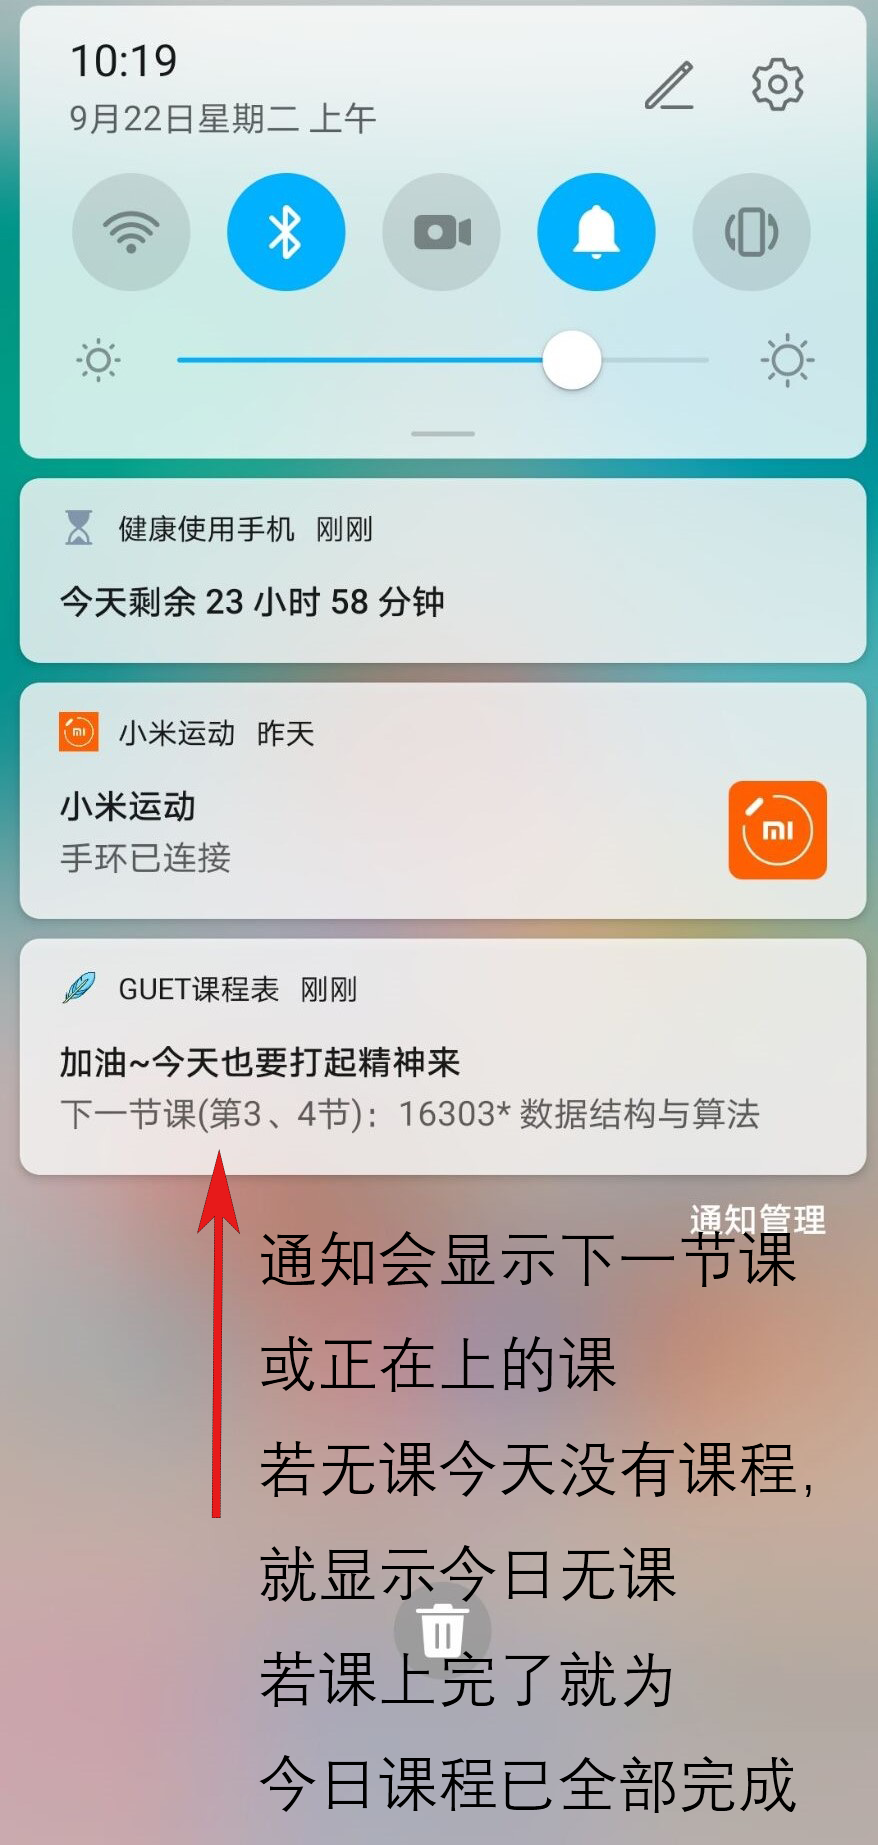 10:19
9月22日星期二 上午
健康使用手机 刚刚
今天剩余 23 小时 58 分钟
小米运动 昨天
小米运动
手环已连接
GUET课程表 刚刚
加油~今天也要打起精神来
下一节课(第3、4节)：16303* 数据结构与算法
通知管理
通知会显示下一节课
或正在上的课
若无课今天没有课程,
就显示今日无课
若课上完了就为
今日课程已全部完成